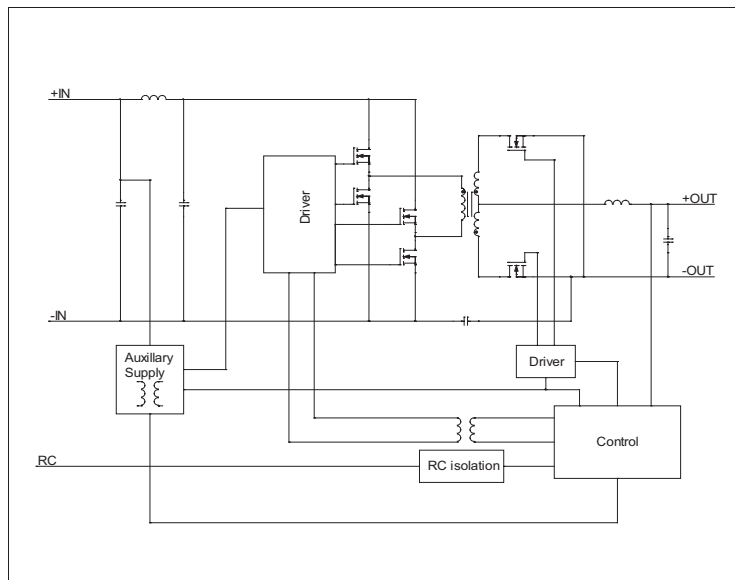 +IN
Driver
+OUT
-OUT
-IN
Auxillary
Supply
Driver
Control
RC
RC isolation